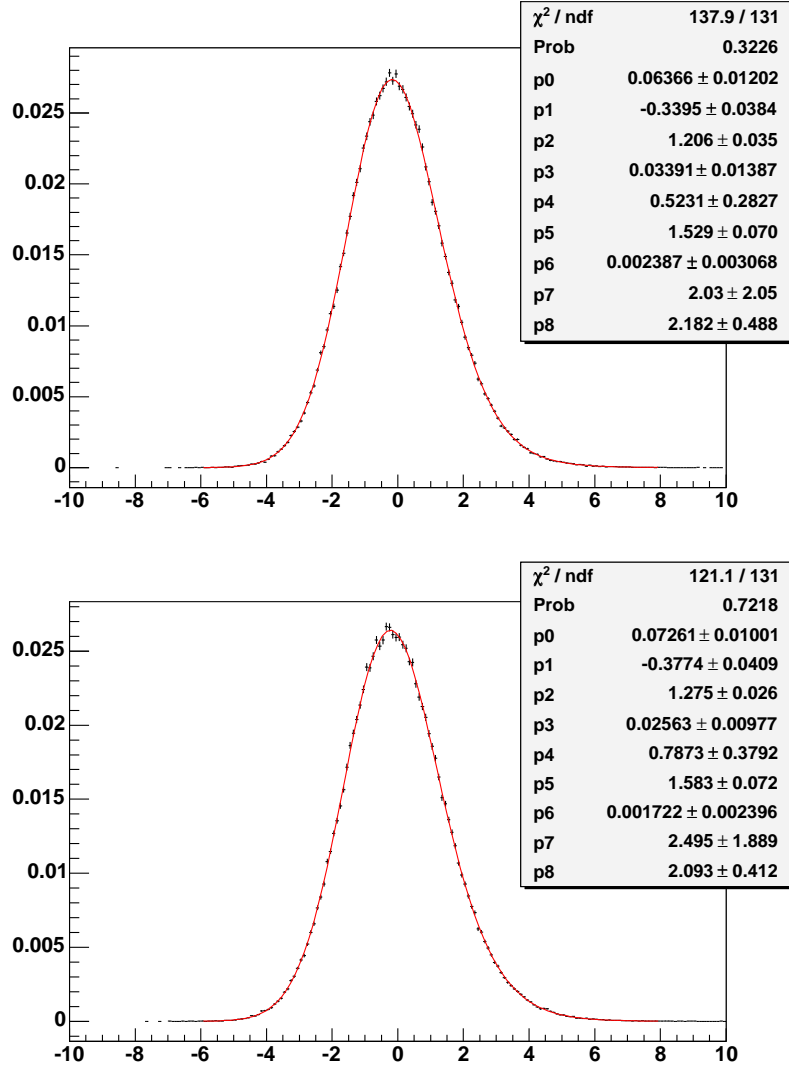 χ² / ndf 137.9 / 131
Prob 0.3226
p0 0.06366 ± 0.01202
p1 -0.3395 ± 0.0384
p2 1.206 ± 0.035
p3 0.03391 ± 0.01387
p4 0.5231 ± 0.2827
p5 1.529 ± 0.070
p6 0.002387 ± 0.003068
p7 2.03 ± 2.05
p8 2.182 ± 0.488
0.025
0.02
0.015
0.01
0.005
0
-10 -8 -6 -4 -2 0 2 4 6 8 10
χ² / ndf 121.1 / 131
Prob 0.7218
p0 0.07261 ± 0.01001
p1 -0.3774 ± 0.0409
p2 1.275 ± 0.026
p3 0.02563 ± 0.00977
p4 0.7873 ± 0.3792
p5 1.583 ± 0.072
p6 0.001722 ± 0.002396
p7 2.495 ± 1.889
p8 2.093 ± 0.412
0.025
0.02
0.015
0.01
0.005
0
-10 -8 -6 -4 -2 0 2 4 6 8 10